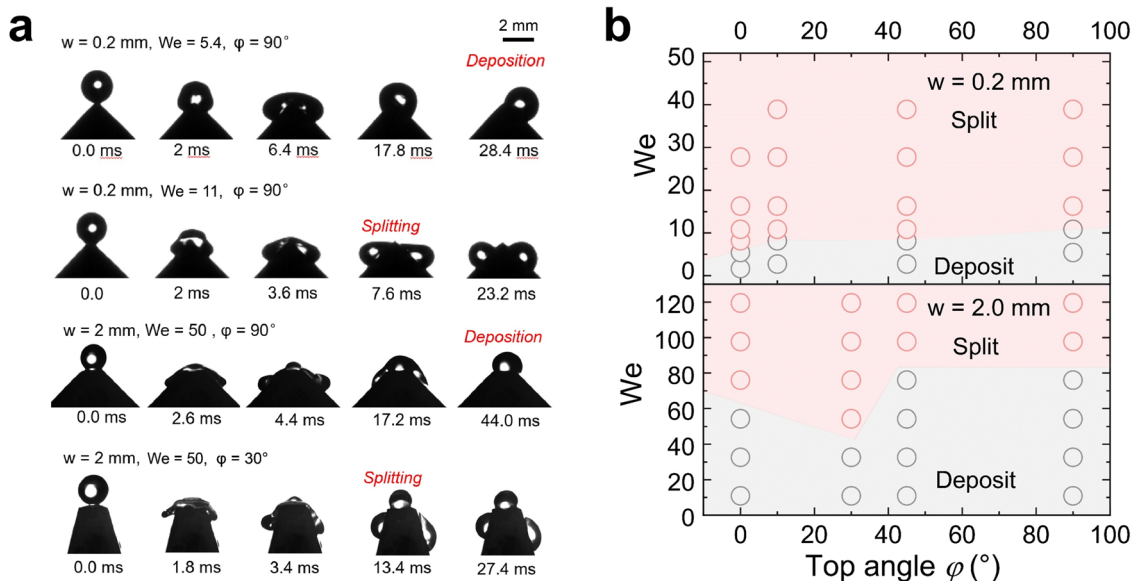 a
2 mm
w = 0.2 mm, We = 5.4, φ = 90°
Deposition
0.0 ms 2 ms 6.4 ms 17.8 ms 28.4 ms
w = 0.2 mm, We = 11, φ = 90°
Splitting
0.0 2 ms 3.6 ms 7.6 ms 23.2 ms
w = 2 mm, We = 50 , φ = 90°
Deposition
0.0 ms 2.6 ms 4.4 ms 17.2 ms 44.0 ms
w = 2 mm, We = 50, φ = 30°
Splitting
0.0 ms 1.8 ms 3.4 ms 13.4 ms 27.4 ms
b
0 20 40 60 80 100
50
40
30
20
10
0
We
w = 0.2 mm
Split
Deposit
120
100
80
60
40
20
0
We
w = 2.0 mm
Split
Deposit
0 20 40 60 80 100
Top angle φ (°)